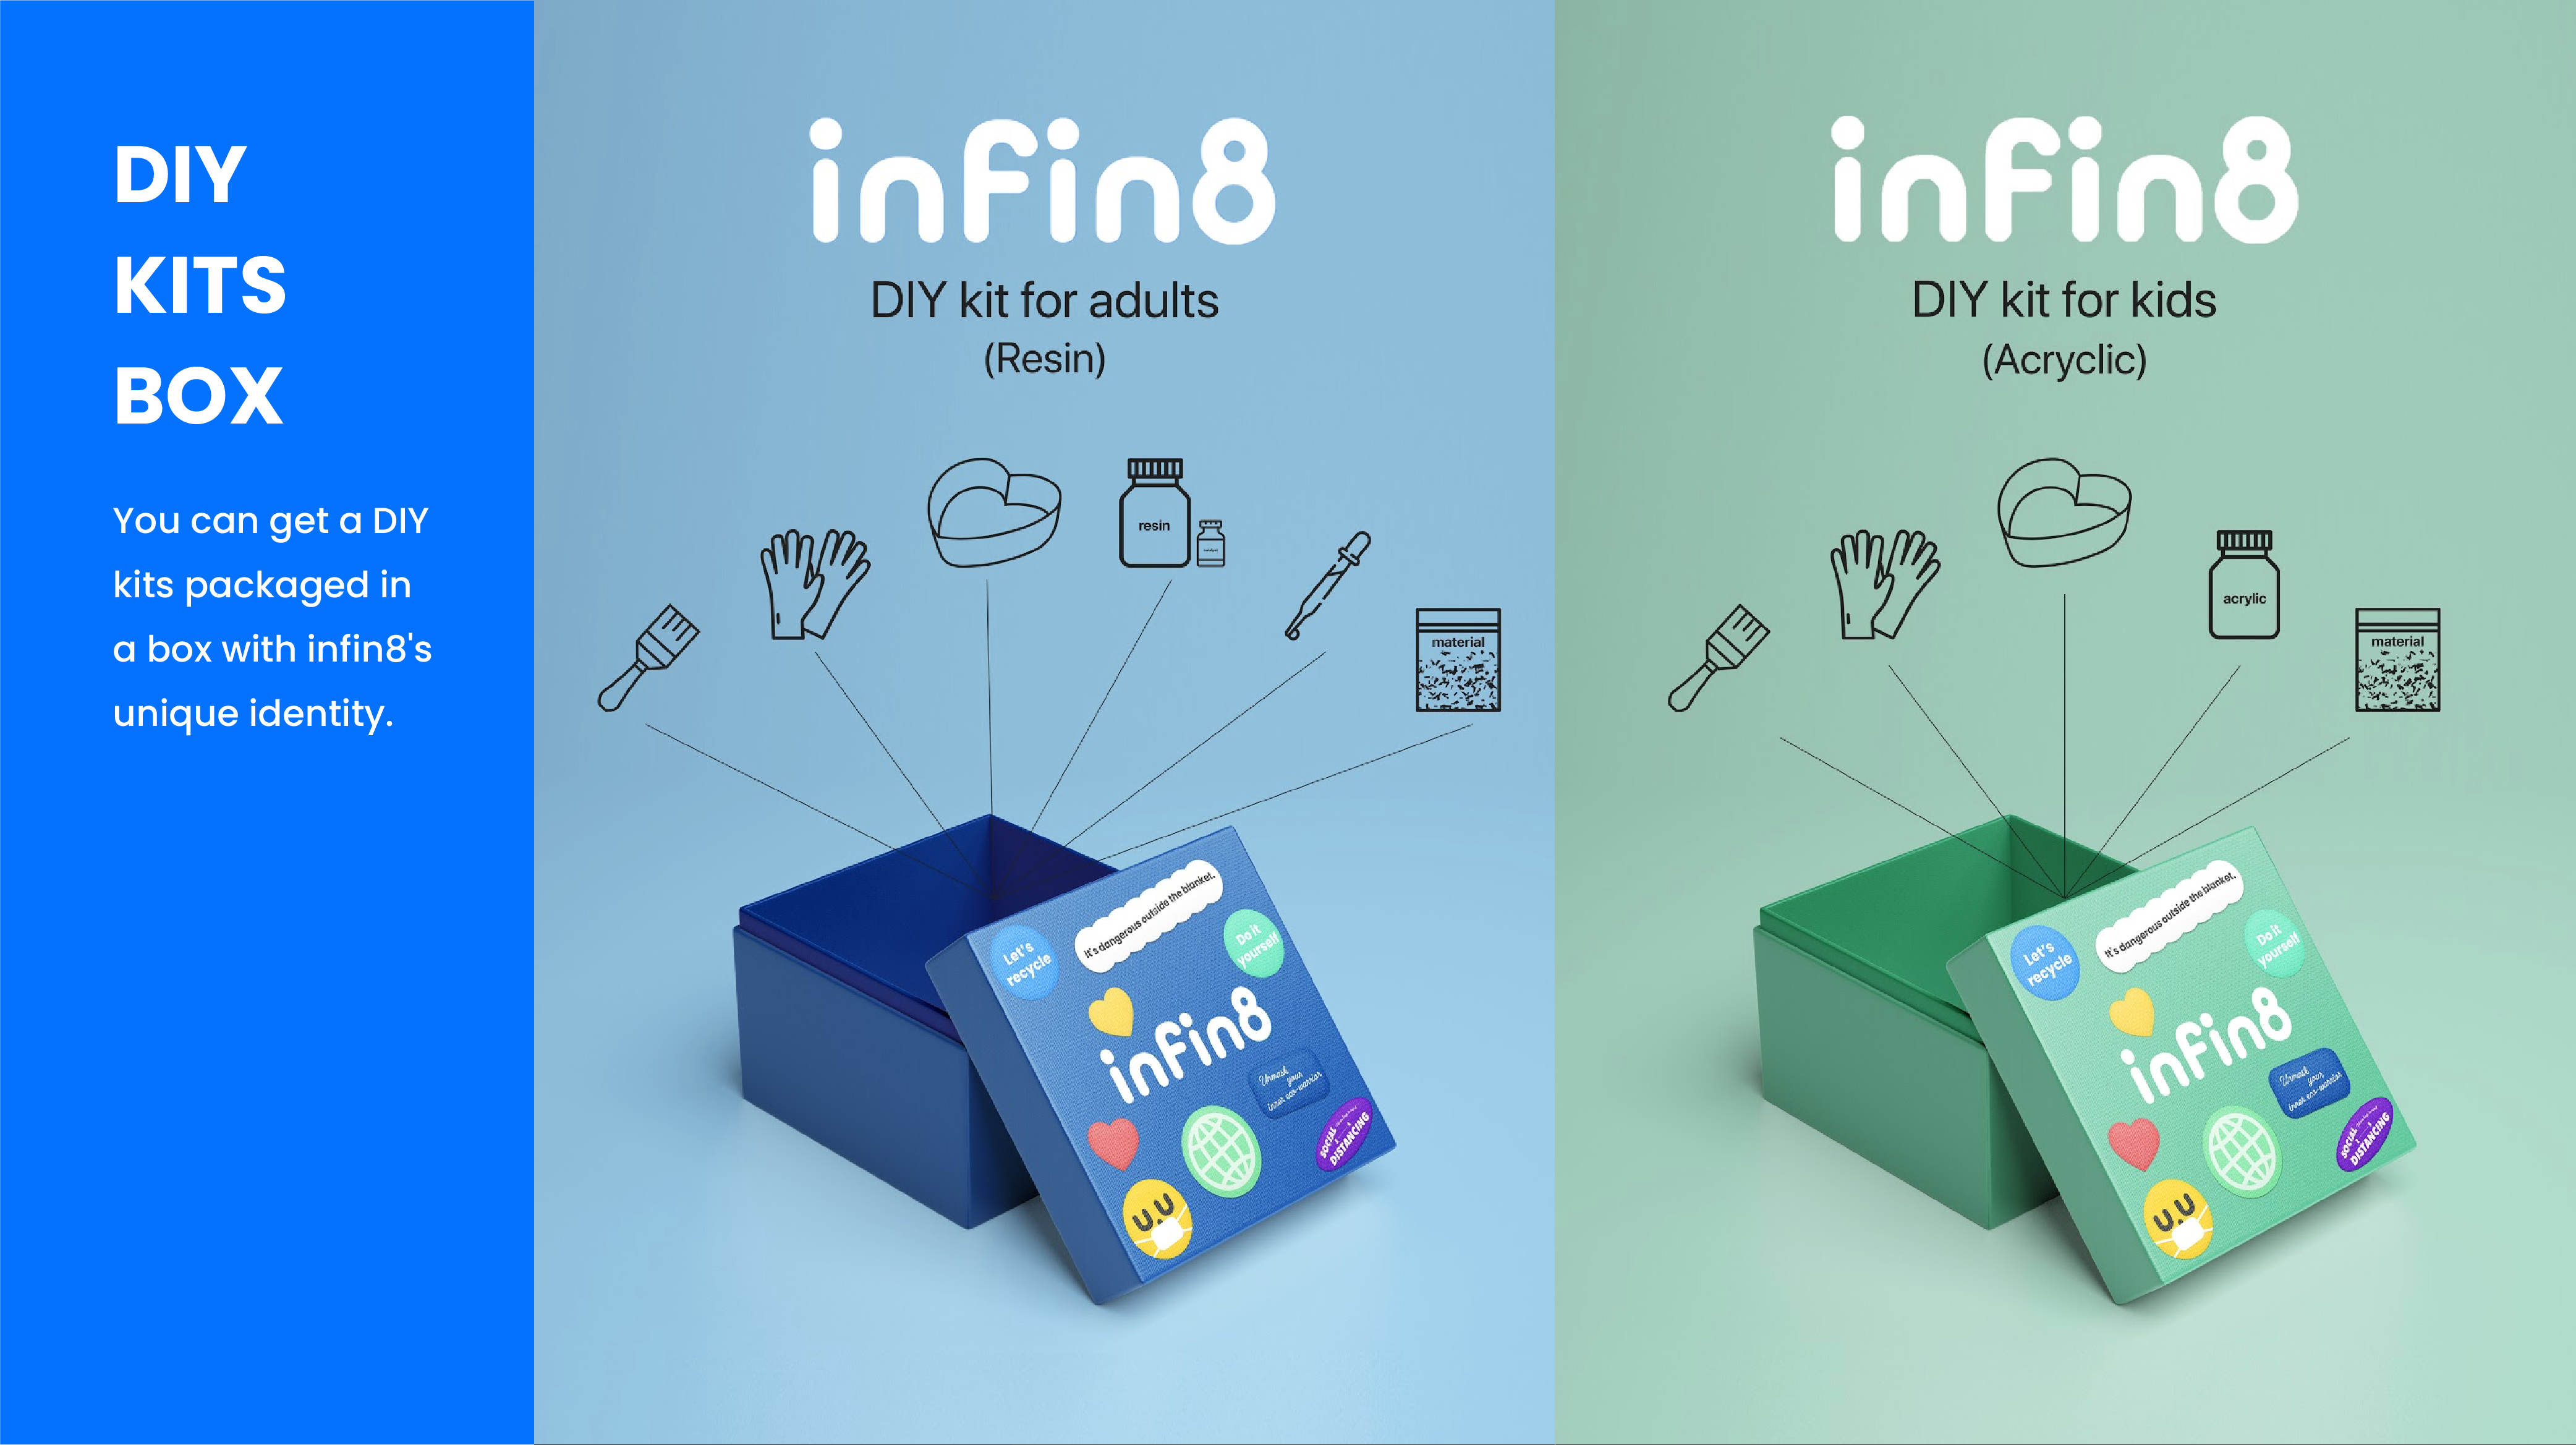 DIY
KITS
BOX
You can get a DIY
kits packaged in
a box with infin8's
unique identity.
infin8
DIY kit for adults
(Resin)
resin
material
Let's
recycle
It's dangerous outside the blanket.
Do it
yourself
infin8
Unmask
your
inner eco-warrior
SOCIAL
DISTANCING
infin8
DIY kit for kids
(Acryclic)
acrylic
material
Let's
recycle
It's dangerous outside the blanket.
Do it
yourself
infin8
Unmask
your
inner eco-warrior
SOCIAL
DISTANCING